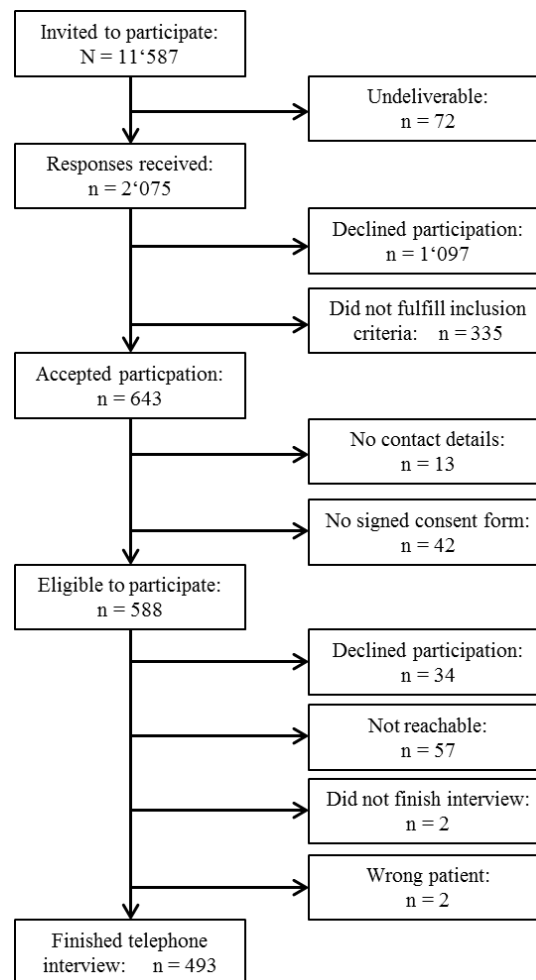 Invited to participate:
N = 11‘587
Undeliverable:
n = 72
Responses received:
n = 2‘075
Declined participation:
n = 1‘097
Did not fulfill inclusion
criteria: n = 335
Accepted particpation:
n = 643
No contact details:
n = 13
No signed consent form:
n = 42
Eligible to participate:
n = 588
Declined participation:
n = 34
Not reachable:
n = 57
Did not finish interview:
n = 2
Wrong patient:
n = 2
Finished telephone
interview: n = 493